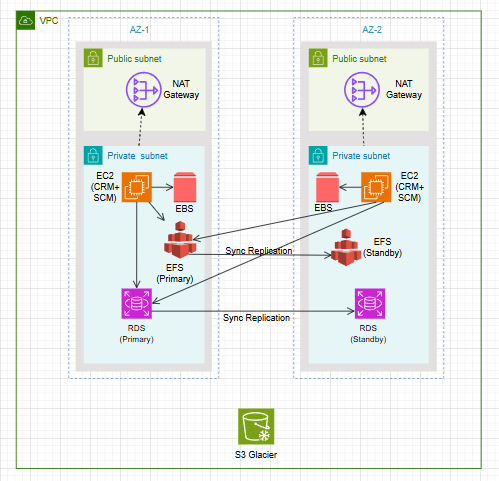 VPC
AZ-1
AZ-2
Public subnet
Public subnet
NAT
Gateway
NAT
Gateway
Private subnet
Private subnet
EC2
(CRM+
SCM)
EBS
EBS
EC2
(CRM+
SCM)
EFS
(Primary)
Sync Replication
EFS
(Standby)
RDS
(Primary)
Sync Replication
RDS
(Standby)
S3 Glacier